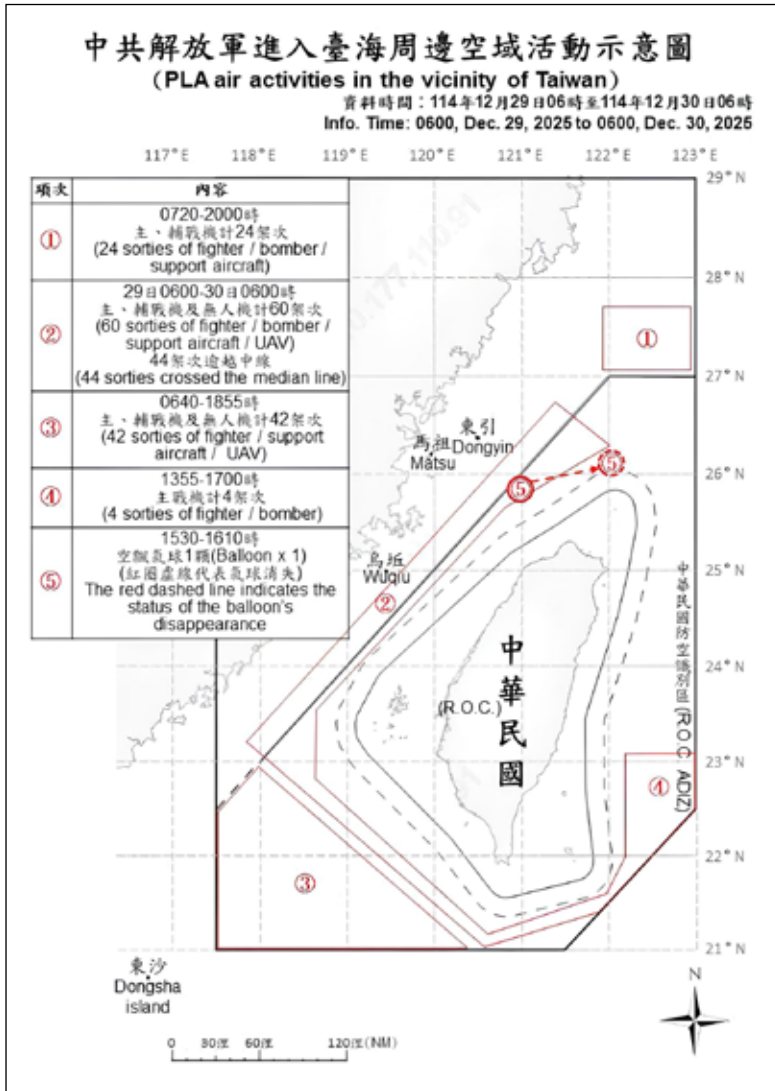 中共解放軍進入臺海周邊空域活動示意圖
(PLA air activities in the vicinity of Taiwan)
資料時間：114年12月29日06時至114年12月30日06時
Info. Time: 0600, Dec. 29, 2025 to 0600, Dec. 30, 2025
117°E 118°E 119°E 120°E 121°E 122°E 123°E
項次 內容
① 0720-2000時
主、輔戰機計24架次
(24 sorties of fighter / bomber /
support aircraft)
② 29日0600-30日0600時
主、輔戰機及無人機計60架次
(60 sorties of fighter / bomber /
support aircraft / UAV)
44架次逾越中線
(44 sorties crossed the median line)
③ 0640-1855時
主、輔戰機及無人機計42架次
(42 sorties of fighter / support
aircraft / UAV)
④ 1355-1700時
主戰機計4架次
(4 sorties of fighter / bomber)
⑤ 1530-1610時
空飄氣球1顆(Balloon x 1)
(紅圈虛線代表氣球消失)
The red dashed line indicates the
status of the balloon's
disappearance
29°N
28°N
①
27°N
東引
Dongyin
馬祖
Matsu
26°N
⑤
⑤
烏坵
Wuqiu
25°N
②
24°N
中華民國
(R.O.C.)
中華民國防空識別區(R.O.C ADIZ)
23°N
④
22°N
③
21°N
東沙
Dongsha
island
N
0 30浬 60浬 120浬(NM)